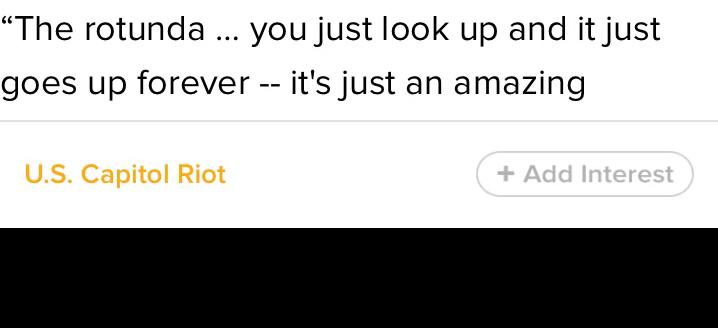 “The rotunda ... you just look up and it just
goes up forever -- it's just an amazing
U.S. Capitol Riot
+ Add Interest